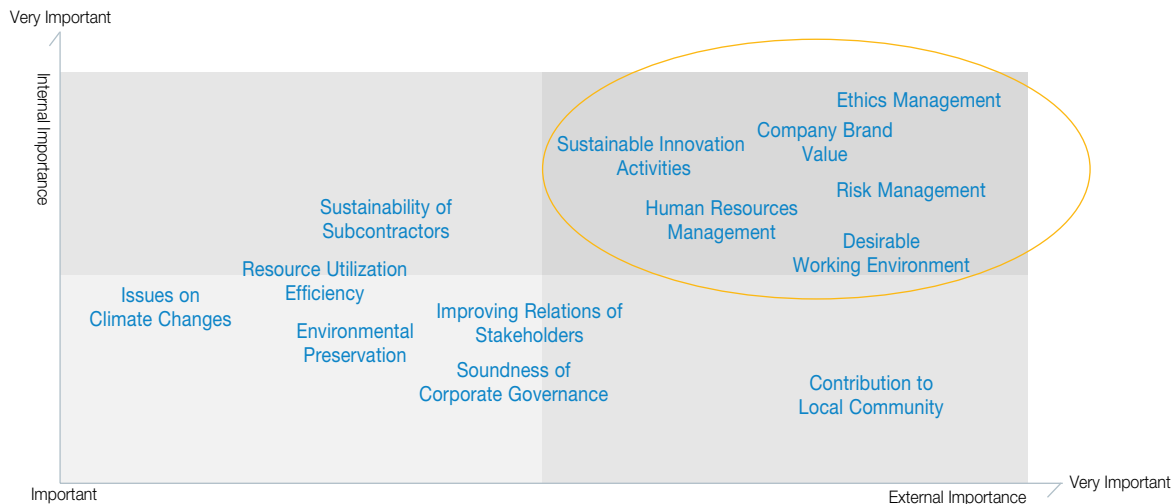 Very Important
Internal Importance
Ethics Management
Company Brand
Value
Sustainable Innovation
Activities
Risk Management
Human Resources
Management
Sustainability of
Subcontractors
Desirable
Working Environment
Resource Utilization
Efficiency
Issues on
Climate Changes
Improving Relations of
Stakeholders
Environmental
Preservation
Soundness of
Corporate Governance
Contribution to
Local Community
Important
External Importance
Very Important